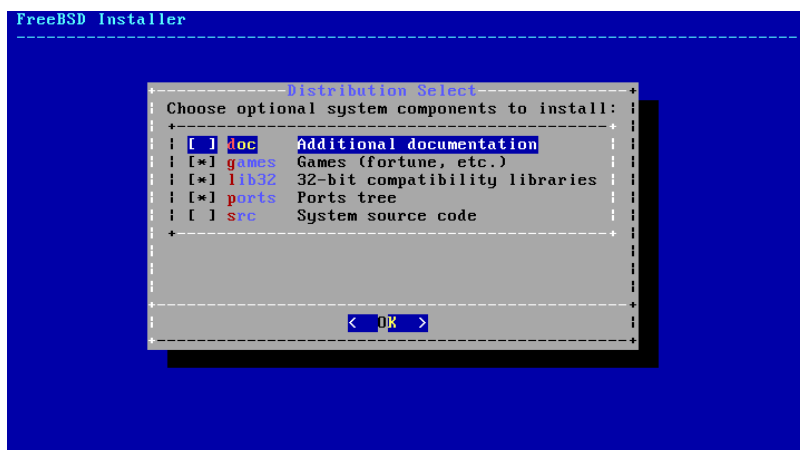 FreeBSD Installer
Distribution Select
Choose optional system components to install:
[ ] doc Additional documentation
[*] games Games (fortune, etc.)
[*] lib32 32-bit compatibility libraries
[*] ports Ports tree
[ ] src System source code
< OK >